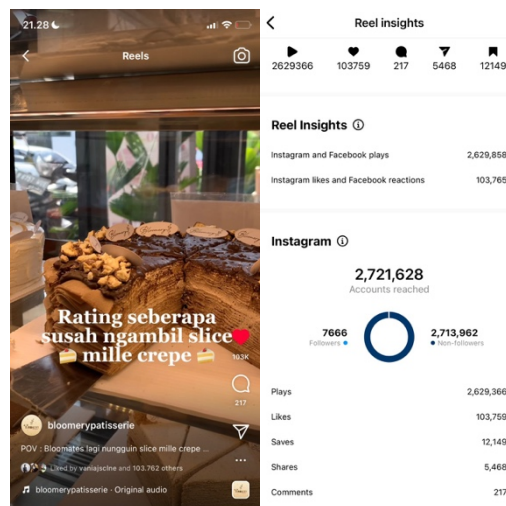 21.28
Reels
Rating seberapa
susah ngambil slice
mille crepe
103K
217
bloomerypatisserie
POV : Bloomates lagi nungguin slice mille crepe ...
Liked by vaniajsclne and 103.762 others
bloomerypatisserie · Original audio
Reel insights
2629366
103759
217
5468
12149
Reel Insights
Instagram and Facebook plays 2,629,858
Instagram likes and Facebook reactions 103,765
Instagram
2,721,628
Accounts reached
7666
Followers
2,713,962
Non-followers
Plays 2,629,366
Likes 103,759
Saves 12,149
Shares 5,468
Comments 217